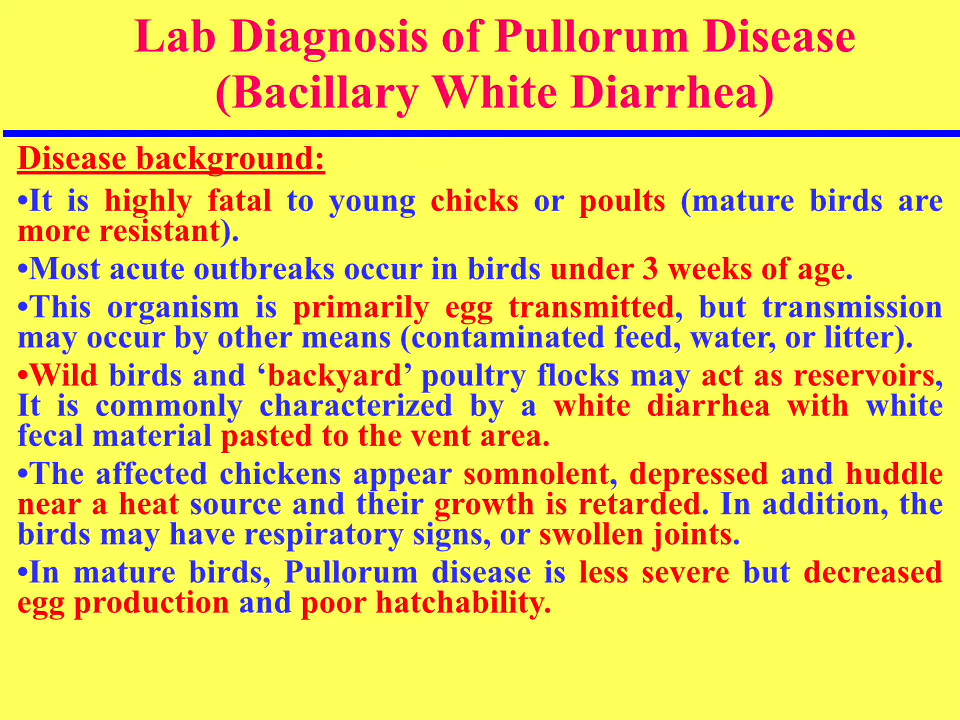 Lab Diagnosis of Pullorum Disease
(Bacillary White Diarrhea)
Disease background:
•It is highly fatal to young chicks or poults (mature birds are
more resistant).
•Most acute outbreaks occur in birds under 3 weeks of age.
•This organism is primarily egg transmitted, but transmission
may occur by other means (contaminated feed, water, or litter).
•Wild birds and ‘backyard’ poultry flocks may act as reservoirs,
It is commonly characterized by a white diarrhea with white
fecal material pasted to the vent area.
•The affected chickens appear somnolent, depressed and huddle
near a heat source and their growth is retarded. In addition, the
birds may have respiratory signs, or swollen joints.
•In mature birds, Pullorum disease is less severe but decreased
egg production and poor hatchability.